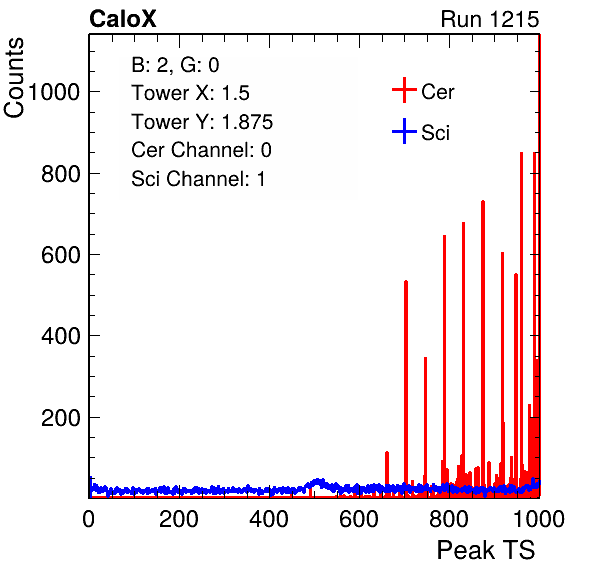 CaloX Run 1215
Counts
B: 2, G: 0
Tower X: 1.5
Tower Y: 1.875
Cer Channel: 0
Sci Channel: 1
Cer
Sci
1000
800
600
400
200
0 200 400 600 800 1000
Peak TS